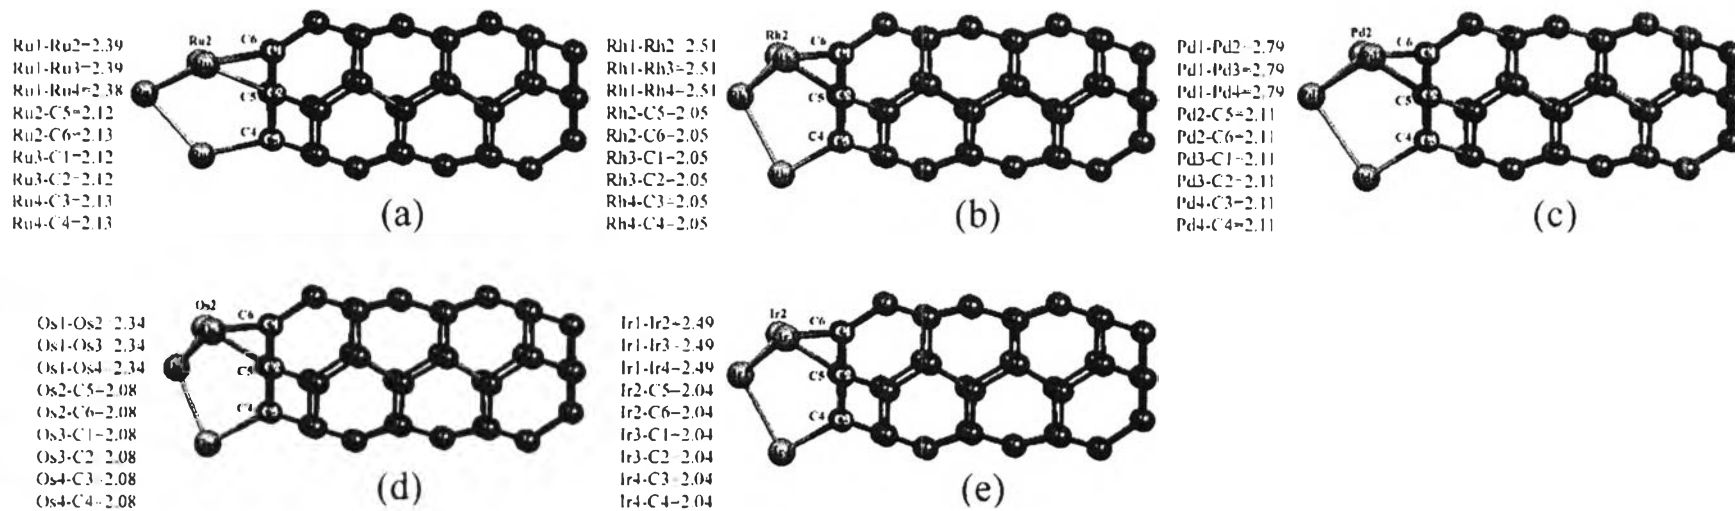 Ru1-Ru2=2.39
Ru1-Ru3=2.39
Ru1-Ru4=2.38
Ru2-C5=2.12
Ru2-C6=2.13
Ru3-C1=2.12
Ru3-C2=2.12
Ru4-C3=2.13
Ru4-C4=2.13
Ru2
C6
C5
C4
(a)
Rh1-Rh2=2.51
Rh1-Rh3=2.51
Rh1-Rh4=2.51
Rh2-C5=2.05
Rh2-C6=2.05
Rh3-C1=2.05
Rh3-C2=2.05
Rh4-C3=2.05
Rh4-C4=2.05
Rh2
C6
C5
C4
(b)
Pd1-Pd2=2.79
Pd1-Pd3=2.79
Pd1-Pd4=2.79
Pd2-C5=2.11
Pd2-C6=2.11
Pd3-C1=2.11
Pd3-C2=2.11
Pd4-C3=2.11
Pd4-C4=2.11
Pd2
C6
C5
C4
(c)
Os1-Os2=2.34
Os1-Os3=2.34
Os1-Os4=2.34
Os2-C5=2.08
Os2-C6=2.08
Os3-C1=2.08
Os3-C2=2.08
Os4-C3=2.08
Os4-C4=2.08
Os2
C6
C5
C4
(d)
Ir1-Ir2=2.49
Ir1-Ir3=2.49
Ir1-Ir4=2.49
Ir2-C5=2.04
Ir2-C6=2.04
Ir3-C1=2.04
Ir3-C2=2.04
Ir4-C3=2.04
Ir4-C4=2.04
Ir2
C6
C5
C4
(e)